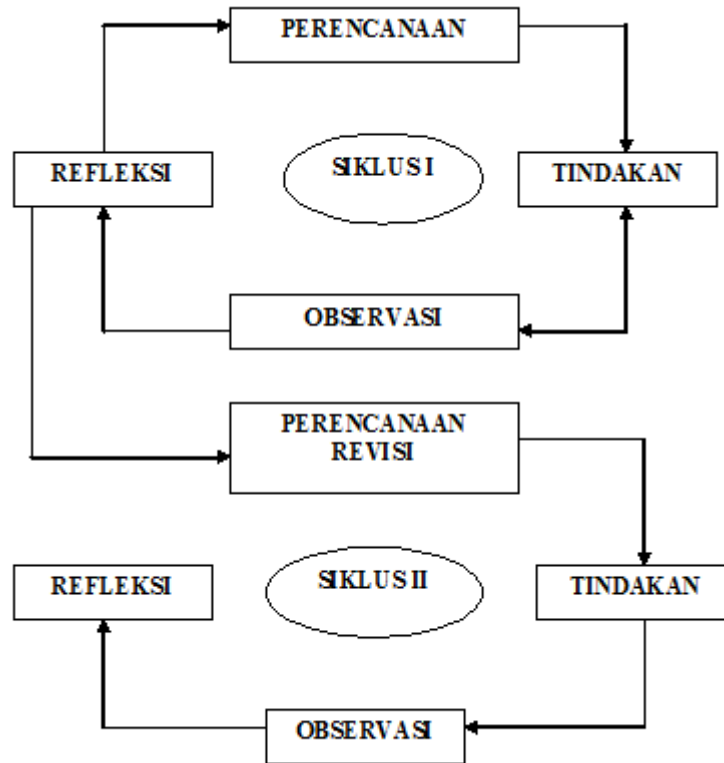 PERENCANAAN
REFLEKSI
SIKLUS I
TINDAKAN
OBSERVASI
PERENCANAAN
REVISI
REFLEKSI
SIKLUS II
TINDAKAN
OBSERVASI